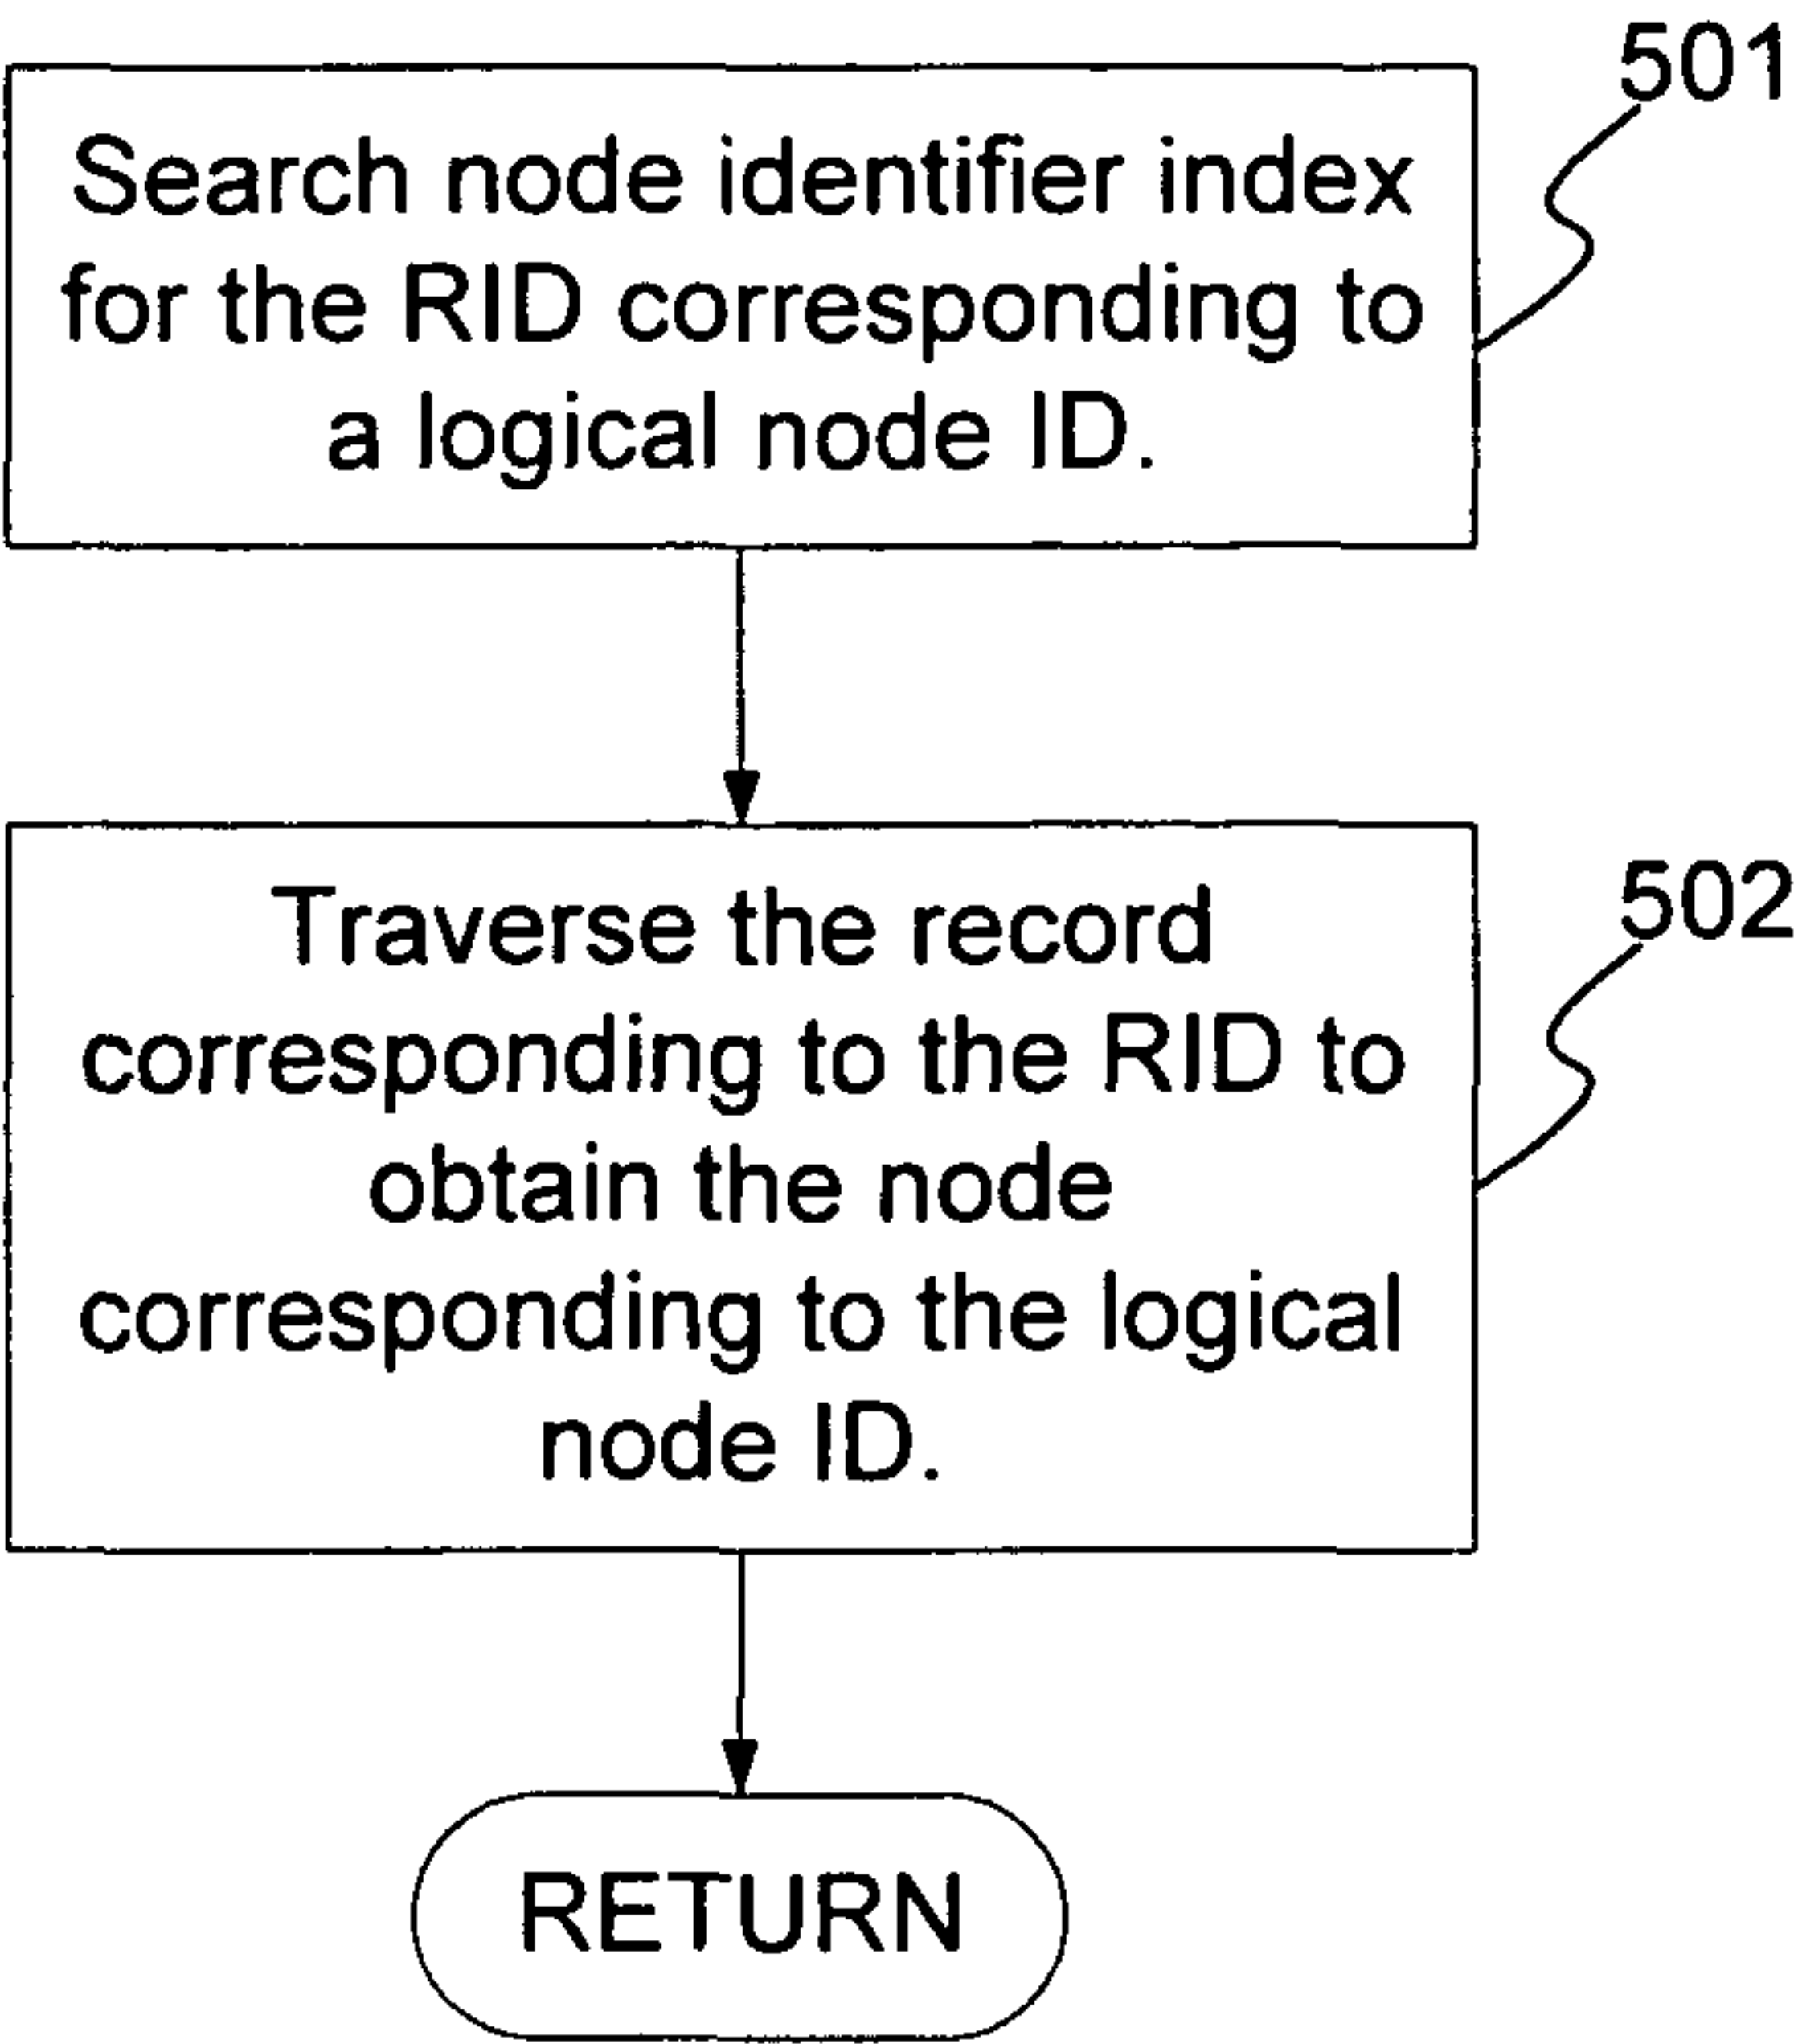 501
Search node identifier index
for the RID corresponding to
a logical node ID.
502
Traverse the record
corresponding to the RID to
obtain the node
corresponding to the logical
node ID.
RETURN